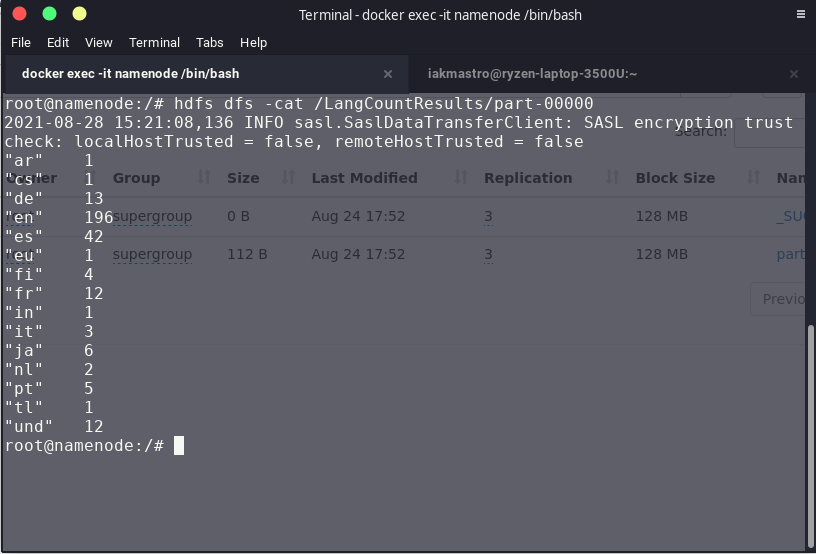 Terminal - docker exec -it namenode /bin/bash
File Edit View Terminal Tabs Help
docker exec -it namenode /bin/bash × iakmastro@ryzen-laptop-3500U:~ ×
root@namenode:/# hdfs dfs -cat /LangCountResults/part-00000
2021-08-28 15:21:08,136 INFO sasl.SaslDataTransferClient: SASL encryption trust
check: localHostTrusted = false, remoteHostTrusted = false
Search:
"ar" 1
"cs" 1
Owner Group Size Last Modified Replication Block Size Nam
"de" 13
"en" 196
supergroup 0 B Aug 24 17:52 3 128 MB _SUC
"es" 42
"eu" 1
supergroup 112 B Aug 24 17:52 3 128 MB part
"fi" 4
"fr" 12
Previo
"in" 1
"it" 3
"ja" 6
"nl" 2
"pt" 5
"tl" 1
"und" 12
root@namenode:/#